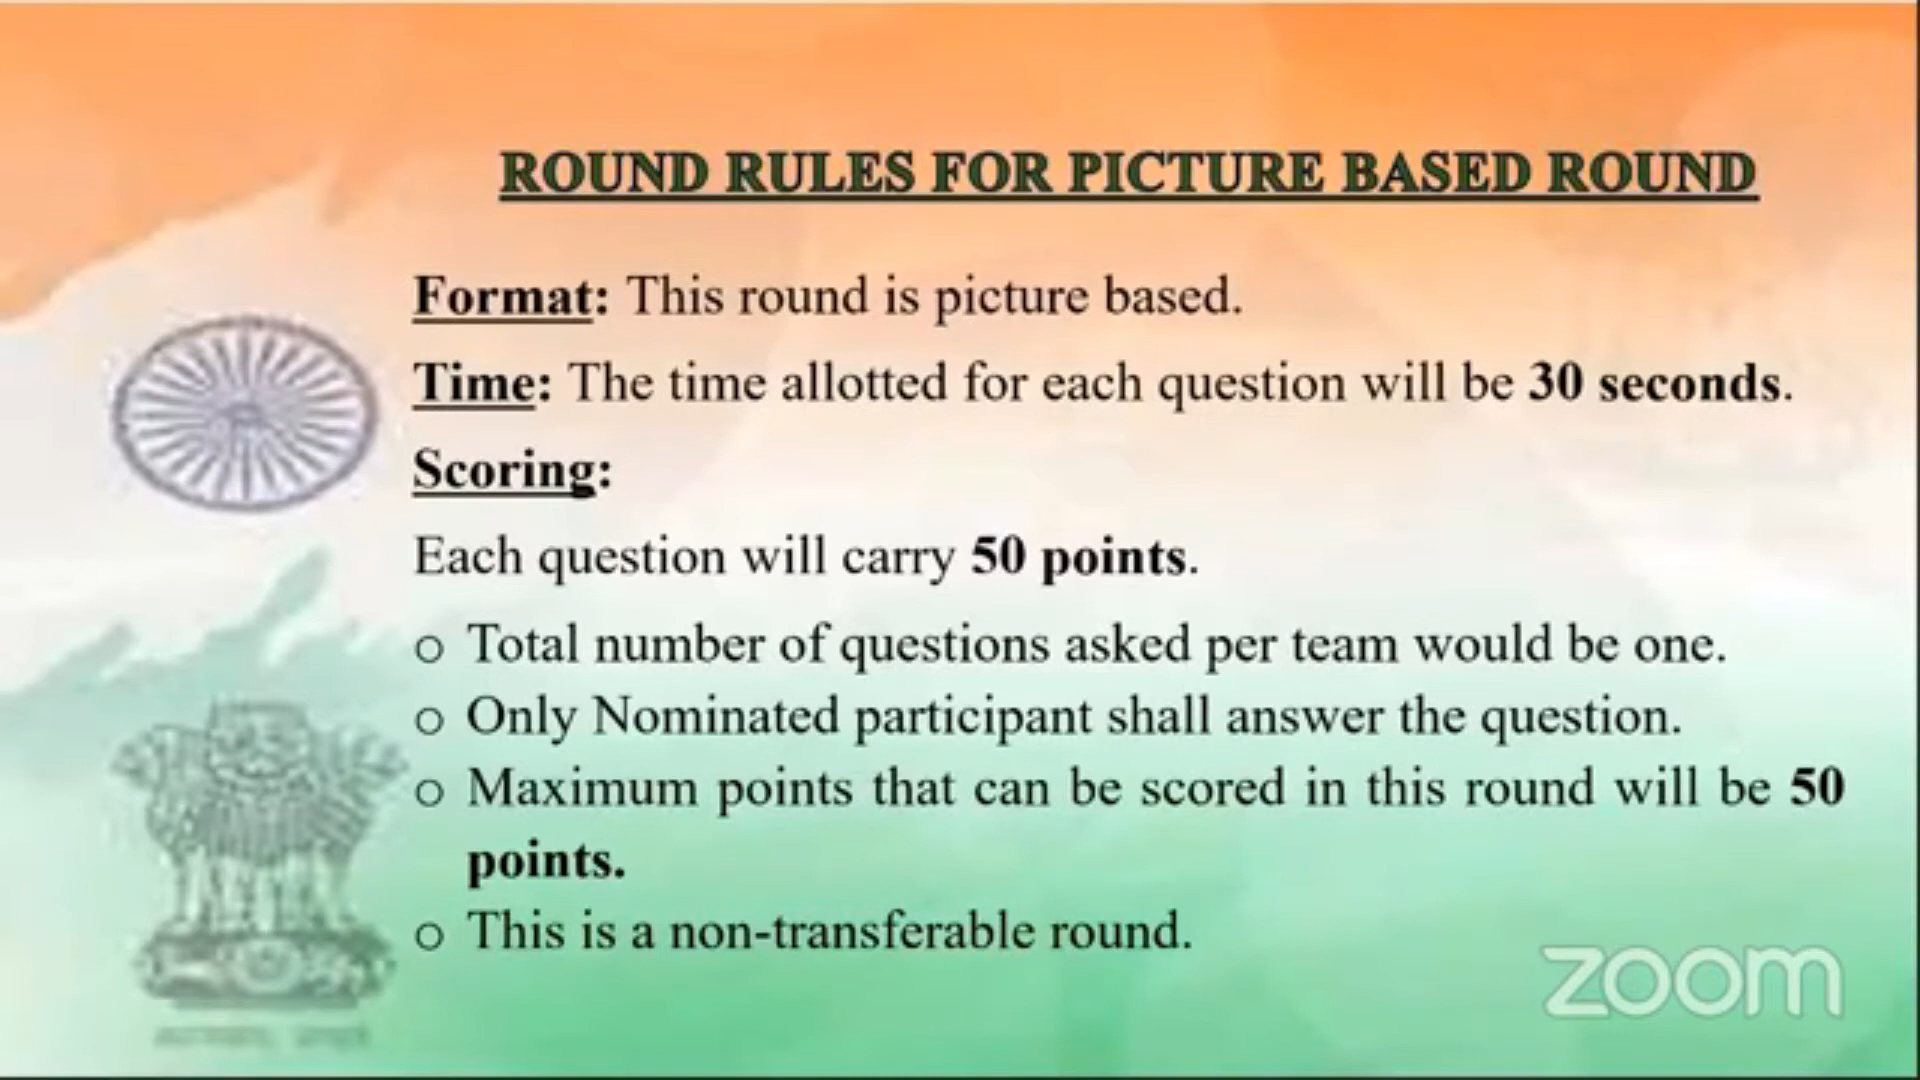 ROUND RULES FOR PICTURE BASED ROUND
Format: This round is picture based.
Time: The time allotted for each question will be 30 seconds.
Scoring:
Each question will carry 50 points.
o Total number of questions asked per team would be one.
o Only Nominated participant shall answer the question.
o Maximum points that can be scored in this round will be 50
points.
o This is a non-transferable round.
zoom